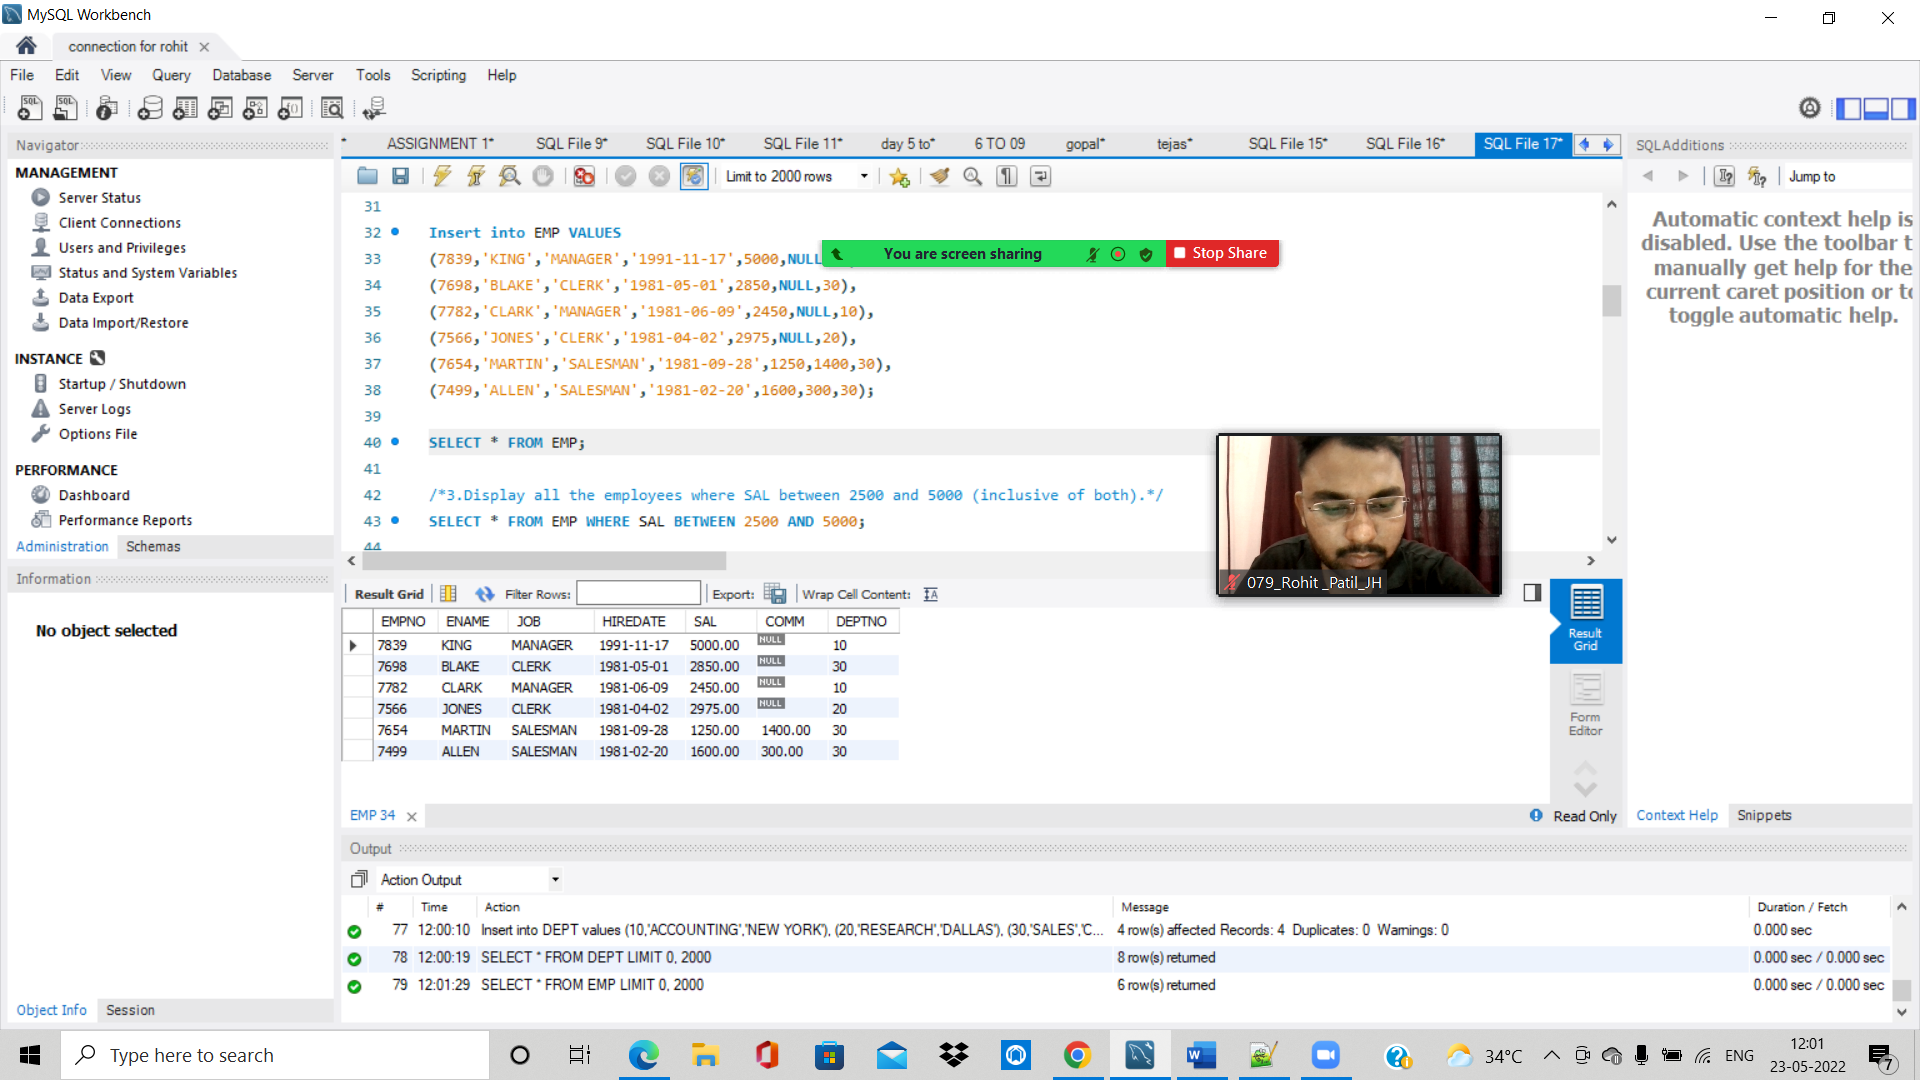 MySQL Workbench
connection for rohit
File Edit View Query Database Server Tools Scripting Help
Navigator
MANAGEMENT
Server Status
Client Connections
Users and Privileges
Status and System Variables
Data Export
Data Import/Restore
INSTANCE
Startup / Shutdown
Server Logs
Options File
PERFORMANCE
Dashboard
Performance Reports
Administration Schemas
Information
No object selected
Object Info Session
* ASSIGNMENT 1* SQL File 9* SQL File 10* SQL File 11* day 5 to* 6 TO 09 gopal* tejas* SQL File 15* SQL File 16* SQL File 17*
Limit to 2000 rows
31
32 Insert into EMP VALUES
33 (7839,'KING','MANAGER','1991-11-17',5000,NULL
34 (7698,'BLAKE','CLERK','1981-05-01',2850,NULL,30),
35 (7782,'CLARK','MANAGER','1981-06-09',2450,NULL,10),
36 (7566,'JONES','CLERK','1981-04-02',2975,NULL,20),
37 (7654,'MARTIN','SALESMAN','1981-09-28',1250,1400,30),
38 (7499,'ALLEN','SALESMAN','1981-02-20',1600,300,30);
39
40 SELECT * FROM EMP;
41
42 /*3.Display all the employees where SAL between 2500 and 5000 (inclusive of both).*/
43 SELECT * FROM EMP WHERE SAL BETWEEN 2500 AND 5000;
44
You are screen sharing Stop Share
079_Rohit _Patil_JH
Result Grid Filter Rows: Export: Wrap Cell Content:
EMPNO ENAME JOB HIREDATE SAL COMM DEPTNO
7839 KING MANAGER 1991-11-17 5000.00 NULL 10
7698 BLAKE CLERK 1981-05-01 2850.00 NULL 30
7782 CLARK MANAGER 1981-06-09 2450.00 NULL 10
7566 JONES CLERK 1981-04-02 2975.00 NULL 20
7654 MARTIN SALESMAN 1981-09-28 1250.00 1400.00 30
7499 ALLEN SALESMAN 1981-02-20 1600.00 300.00 30
Result
Grid
Form
Editor
EMP 34
Read Only
SQLAdditions
Jump to
Automatic context help is
disabled. Use the toolbar t
manually get help for the
current caret position or to
toggle automatic help.
Context Help Snippets
Output
Action Output
# Time Action Message Duration / Fetch
77 12:00:10 Insert into DEPT values (10,'ACCOUNTING','NEW YORK'), (20,'RESEARCH','DALLAS'), (30,'SALES','C... 4 row(s) affected Records: 4 Duplicates: 0 Warnings: 0 0.000 sec
78 12:00:19 SELECT * FROM DEPT LIMIT 0, 2000 8 row(s) returned 0.000 sec / 0.000 sec
79 12:01:29 SELECT * FROM EMP LIMIT 0, 2000 6 row(s) returned 0.000 sec / 0.000 sec
Type here to search
34°C
ENG
12:01
23-05-2022
7